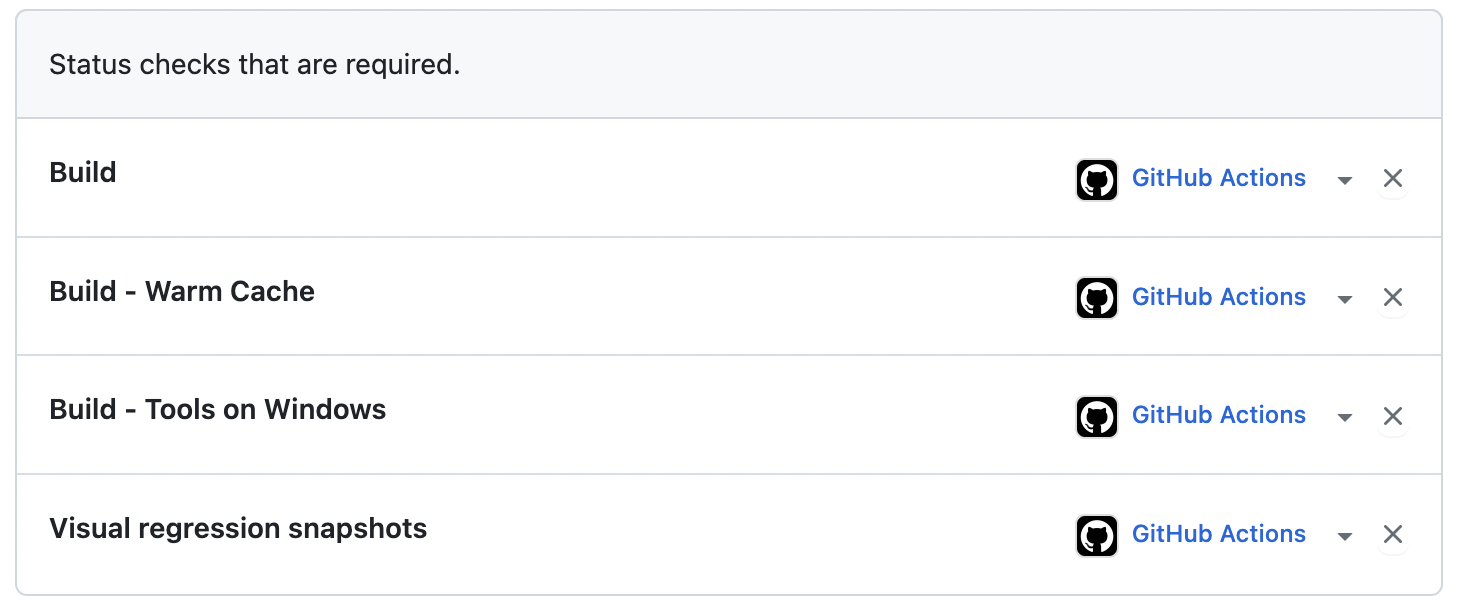 Status checks that are required.
Build
GitHub Actions
Build - Warm Cache
GitHub Actions
Build - Tools on Windows
GitHub Actions
Visual regression snapshots
GitHub Actions